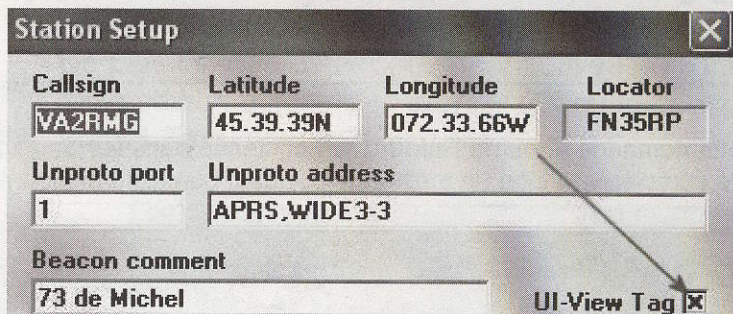 Station Setup
Callsign Latitude Longitude Locator
VA2RMG 45.39.39N 072.33.66W FN35RP
Unproto port Unproto address
1 APRS,WIDE3-3
Beacon comment
73 de Michel UI-View Tag